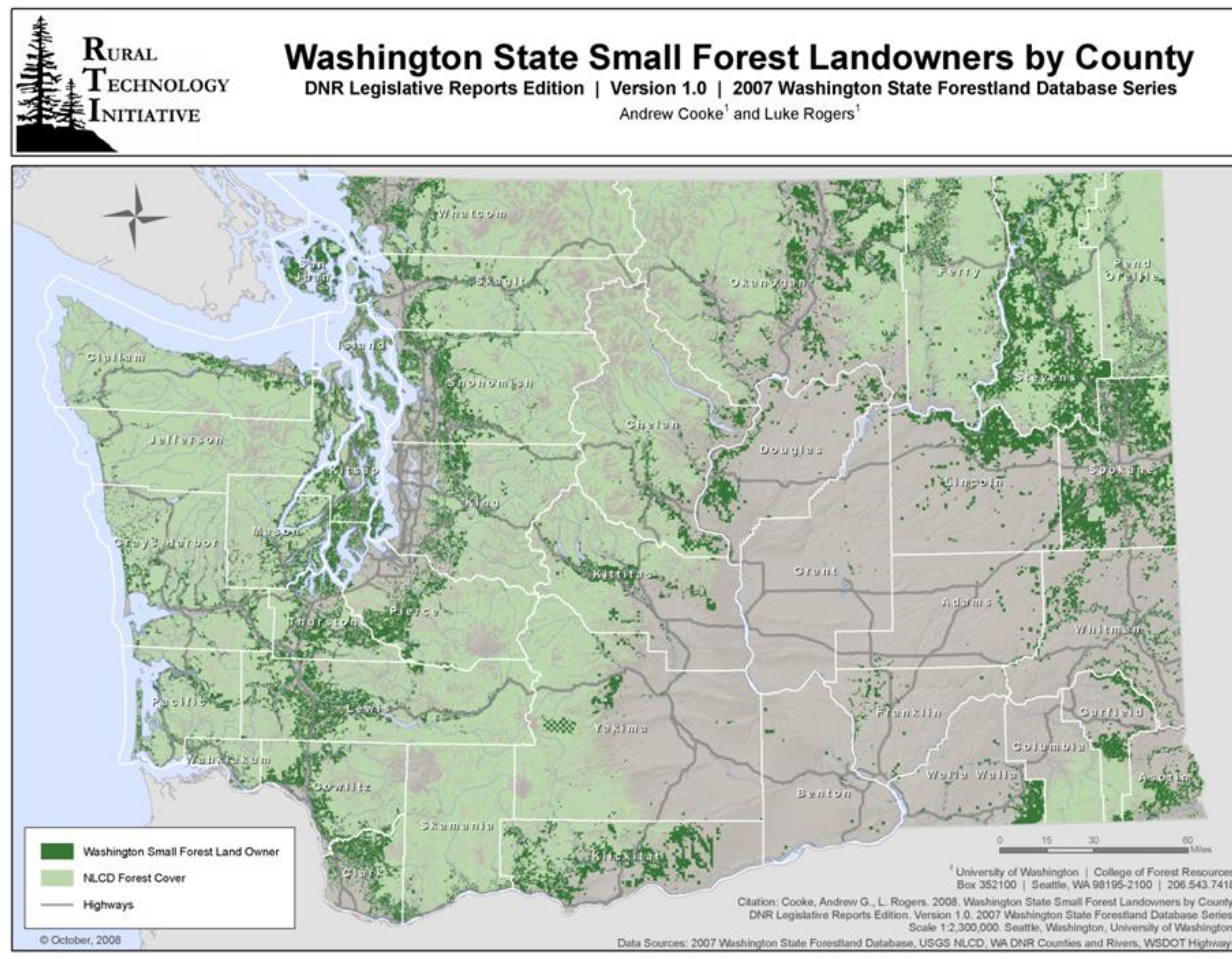 RURAL
TECHNOLOGY
INITIATIVE
Washington State Small Forest Landowners by County
DNR Legislative Reports Edition | Version 1.0 | 2007 Washington State Forestland Database Series
Andrew Cooke¹ and Luke Rogers¹
Whatcom
San
Juan
Skagit
Okanogan
Ferry
Pend
Oreille
Clallam
Island
Snohomish
Stevens
Jefferson
Chelan
Douglas
Kitsap
Lincoln
Spokane
King
Mason
Grays Harbor
Kittitas
Grant
Adams
Pierce
Thurston
Whitman
Pacific
Lewis
Yakima
Franklin
Garfield
Columbia
Wahkiakum
Cowlitz
Walla Walla
Asotin
Benton
Skamania
Klickitat
Clark
Washington Small Forest Land Owner
NLCD Forest Cover
Highways
© October, 2008
0 15 30 60
Miles
¹ University of Washington | College of Forest Resources
Box 352100 | Seattle, WA 98195-2100 | 206.543.7418
Citation: Cooke, Andrew G., L. Rogers. 2008. Washington State Small Forest Landowners by County
DNR Legislative Reports Edition. Version 1.0. 2007 Washington State Forestland Database Series
Scale 1:2,300,000. Seattle, Washington, University of Washington
Data Sources: 2007 Washington State Forestland Database, USGS NLCD, WA DNR Counties and Rivers, WSDOT Highway